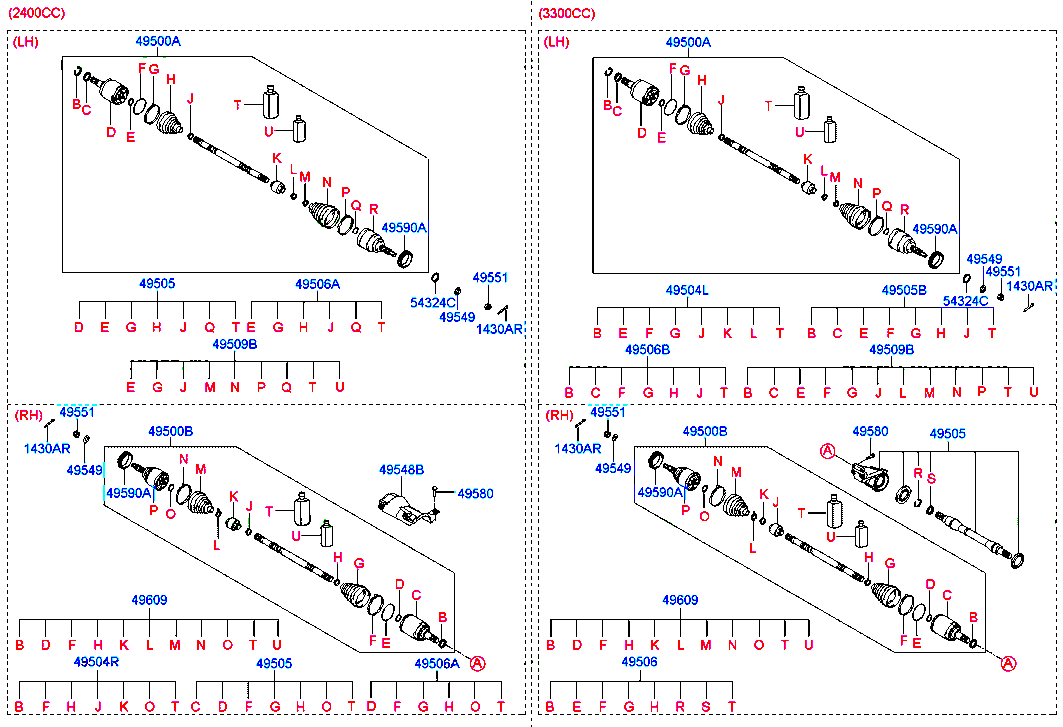 (2400CC)
(LH)
49500A
F G H
B C D E J
T
U
K L M N P Q R
49590A
54324C 49549 49551 1430AR
49505
D E G H J Q T
49506A
E G H J Q T
49509B
E G J M N P Q T U
(RH)
49551
1430AR
49549
49500B
49590A
N M
P O
K J
L
T
U
49548B
49580
H G
D C B
F E
A
49609
B D F H K L M N O T U
49504R
B F H J K O T
49505
C D F G H O T
49506A
D F G H O T
(3300CC)
(LH)
49500A
F G H
B C D E J
T
U
K L M N P Q R
49590A
49549
49551
1430AR
54324C
49504L
B E F G J K L T
49505B
B C E F G H J T
49506B
B C F G H J T
49509B
B C E F G J L M N P T U
(RH)
49551
1430AR
49549
49500B
49590A
N M
P O
K J
L
T
U
A
49580
49505
R S
H G
D C B
F E
A
49609
B D F H K L M N O T U
49506
B E F G H R S T